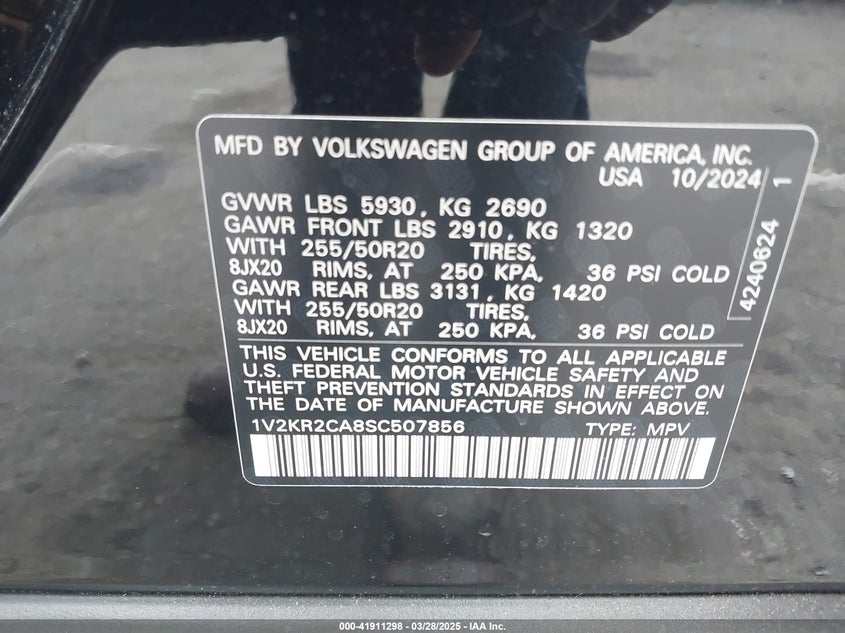 MFD BY VOLKSWAGEN GROUP OF AMERICA, INC.
USA 10/2024
GVWR LBS 5930, KG 2690
GAWR FRONT LBS 2910, KG 1320
WITH 255/50R20 TIRES,
8JX20 RIMS, AT 250 KPA, 36 PSI COLD
GAWR REAR LBS 3131, KG 1420
WITH 255/50R20 TIRES,
8JX20 RIMS, AT 250 KPA, 36 PSI COLD
4240624 1
THIS VEHICLE CONFORMS TO ALL APPLICABLE
U.S. FEDERAL MOTOR VEHICLE SAFETY AND
THEFT PREVENTION STANDARDS IN EFFECT ON
THE DATE OF MANUFACTURE SHOWN ABOVE.
1V2KR2CA8SC507856 TYPE: MPV
000-41911298 - 03/28/2025 - IAA Inc.